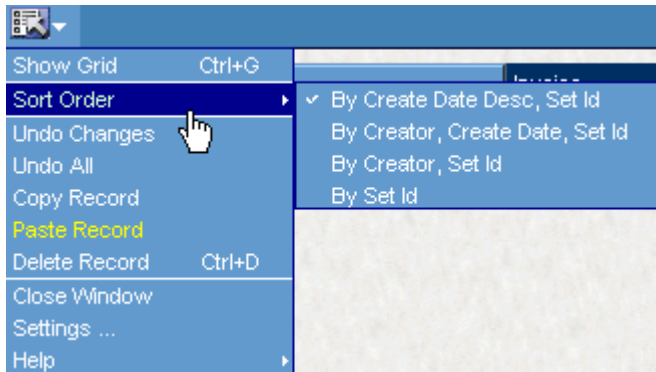 Show Grid Ctrl+G
Invoice
Sort Order
By Create Date Desc, Set Id
Undo Changes
By Creator, Create Date, Set Id
Undo All
By Creator, Set Id
Copy Record
By Set Id
Paste Record
Delete Record Ctrl+D
Close Window
Settings ...
Help